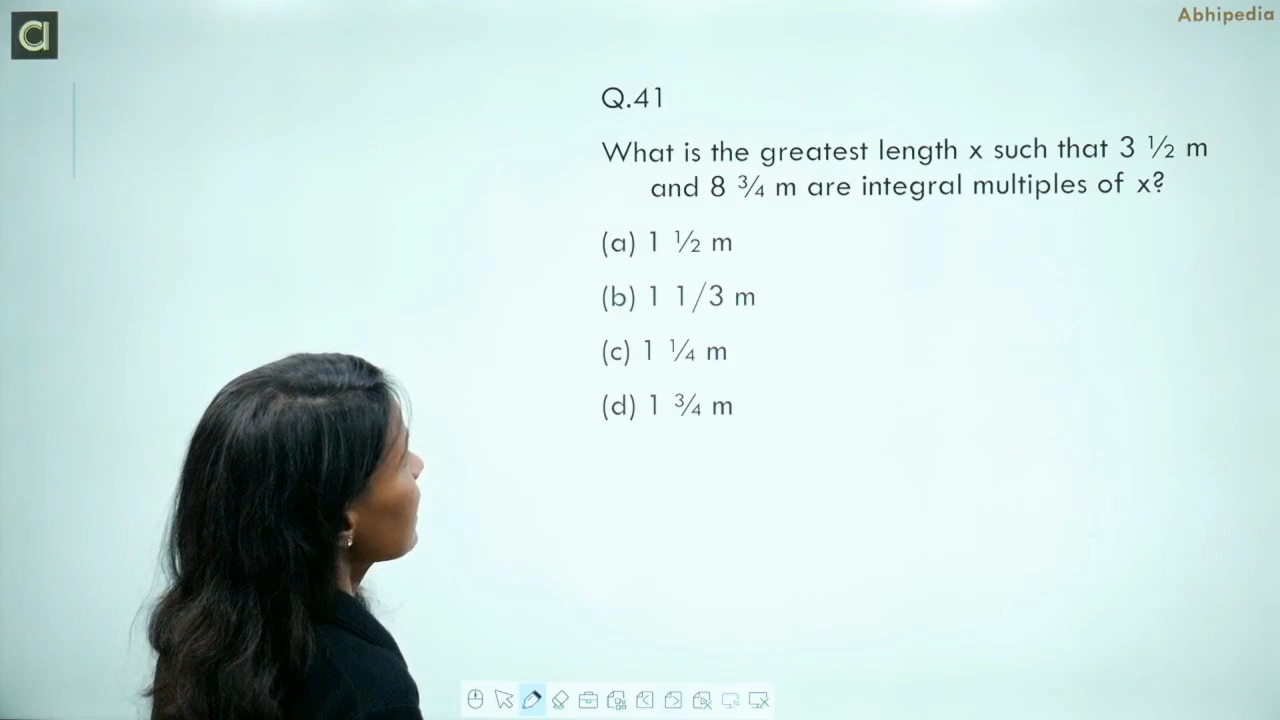 Abhipedia
Q.41
What is the greatest length x such that 3 ½ m
and 8 ¾ m are integral multiples of x?
(a) 1 ½ m
(b) 1 1/3 m
(c) 1 ¼ m
(d) 1 ¾ m